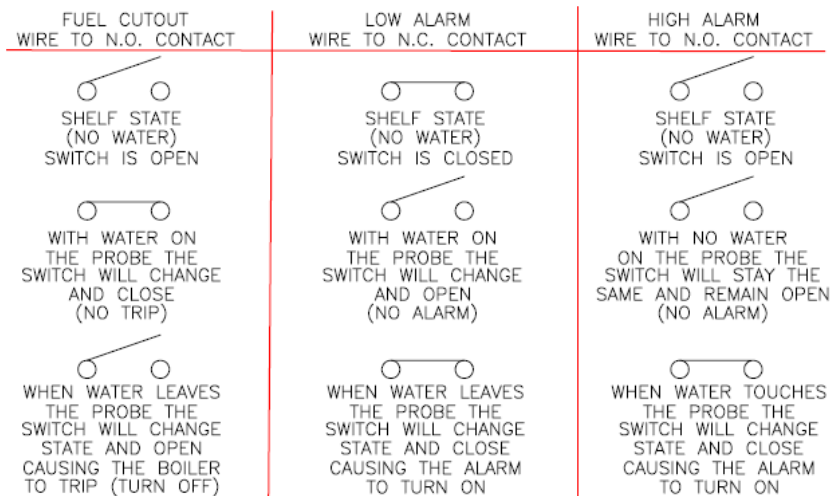 FUEL CUTOUT
WIRE TO N.O. CONTACT
SHELF STATE
(NO WATER)
SWITCH IS OPEN
WITH WATER ON
THE PROBE THE
SWITCH WILL CHANGE
AND CLOSE
(NO TRIP)
WHEN WATER LEAVES
THE PROBE THE
SWITCH WILL CHANGE
STATE AND OPEN
CAUSING THE BOILER
TO TRIP (TURN OFF)
LOW ALARM
WIRE TO N.C. CONTACT
SHELF STATE
(NO WATER)
SWITCH IS CLOSED
WITH WATER ON
THE PROBE THE
SWITCH WILL CHANGE
AND OPEN
(NO ALARM)
WHEN WATER LEAVES
THE PROBE THE
SWITCH WILL CHANGE
STATE AND CLOSE
CAUSING THE ALARM
TO TURN ON
HIGH ALARM
WIRE TO N.O. CONTACT
SHELF STATE
(NO WATER)
SWITCH IS OPEN
WITH NO WATER
ON THE PROBE THE
SWITCH WILL STAY THE
SAME AND REMAIN OPEN
(NO ALARM)
WHEN WATER TOUCHES
THE PROBE THE
SWITCH WILL CHANGE
STATE AND CLOSE
CAUSING THE ALARM
TO TURN ON